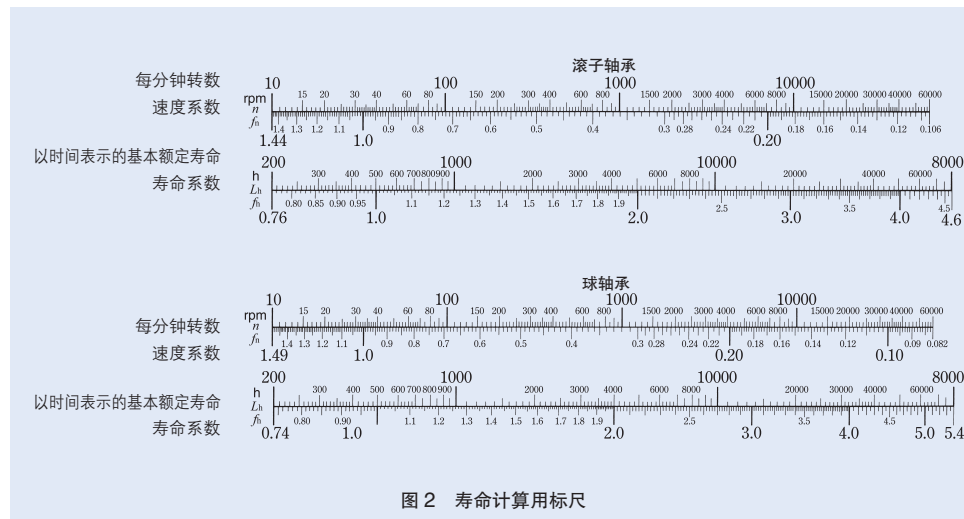 滚子轴承
每分钟转数 10 100 1000 10000
rpm 15 20 30 40 60 80 150 200 300 400 600 800 1500 2000 3000 4000 6000 8000 15000 20000 30000 40000 60000
速度系数 n
fn 1.4 1.3 1.2 1.1 0.9 0.8 0.7 0.6 0.5 0.4 0.3 0.28 0.24 0.22 0.18 0.16 0.14 0.12 0.106
1.44 1.0 0.20
以时间表示的基本额定寿命 200 1000 10000 8000
h 300 400 500 600 700 800 900 2000 3000 4000 6000 8000 20000 40000 60000
寿命系数 Lh
fh 0.80 0.85 0.90 0.95 1.1 1.2 1.3 1.4 1.5 1.6 1.7 1.8 1.9 2.5 3.5 4.5
0.76 1.0 2.0 3.0 4.0 4.6
球轴承
10 100 1000 10000
每分钟转数 rpm 15 20 30 40 60 80 150 200 300 400 600 800 1500 2000 3000 4000 6000 8000 15000 20000 30000 40000 60000
n
速度系数 fn 1.4 1.3 1.2 1.1 0.9 0.8 0.7 0.6 0.5 0.4 0.3 0.28 0.24 0.22 0.18 0.16 0.14 0.12 0.09 0.082
1.49 1.0 0.20 0.10
200 1000 10000 8000
以时间表示的基本额定寿命 h 300 400 500 600 700 800 900 2000 3000 4000 6000 8000 20000 30000 40000 60000
Lh
寿命系数 fh 0.80 0.90 1.1 1.2 1.3 1.4 1.5 1.6 1.7 1.8 1.9 2.5 3.5 4.5
0.74 1.0 2.0 3.0 4.0 5.0 5.4
图 2 寿命计算用标尺